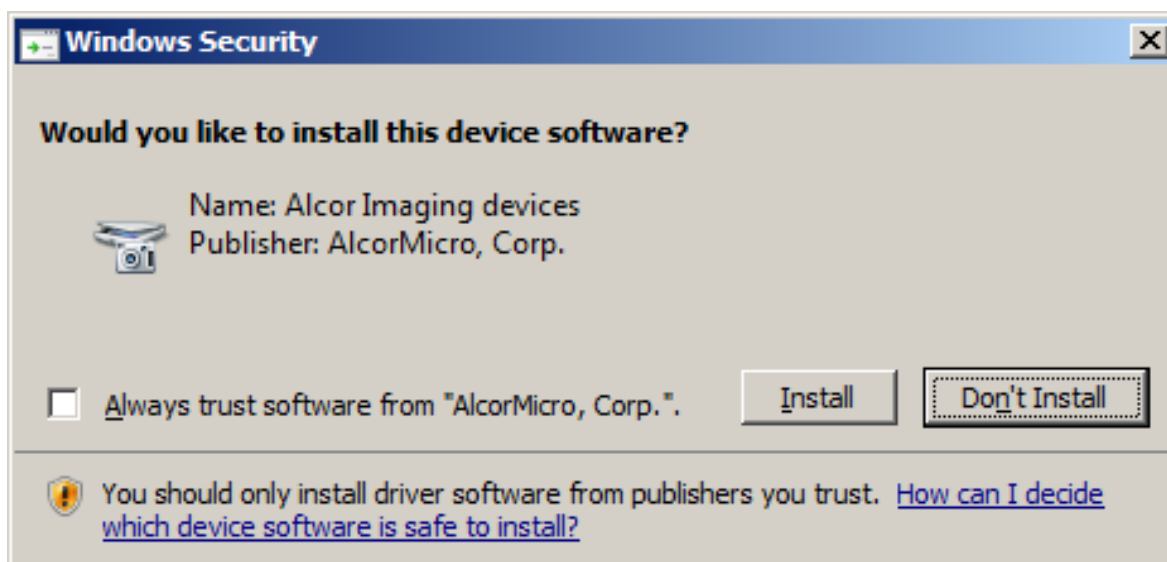 Windows Security
Would you like to install this device software?
Name: Alcor Imaging devices
Publisher: AlcorMicro, Corp.
Always trust software from "AlcorMicro, Corp.".
Install
Don't Install
You should only install driver software from publishers you trust. How can I decide
which device software is safe to install?